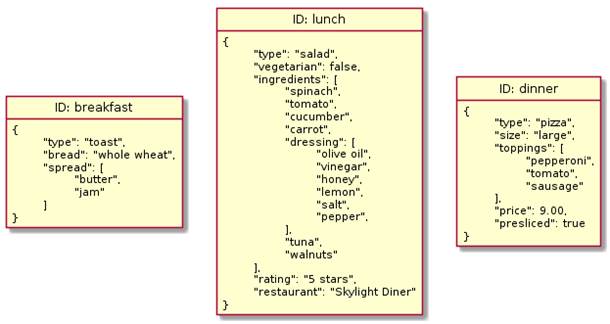 ID: breakfast
{
"type": "toast",
"bread": "whole wheat",
"spread": [
"butter",
"jam"
]
}
ID: lunch
{
"type": "salad",
"vegetarian": false,
"ingredients": [
"spinach",
"tomato",
"cucumber",
"carrot",
"dressing": [
"olive oil",
"vinegar",
"honey",
"lemon",
"salt",
"pepper",
],
"tuna",
"walnuts"
],
"rating": "5 stars",
"restaurant": "Skylight Diner"
}
ID: dinner
{
"type": "pizza",
"size": "large",
"toppings": [
"pepperoni",
"tomato",
"sausage"
],
"price": 9.00,
"presliced": true
}